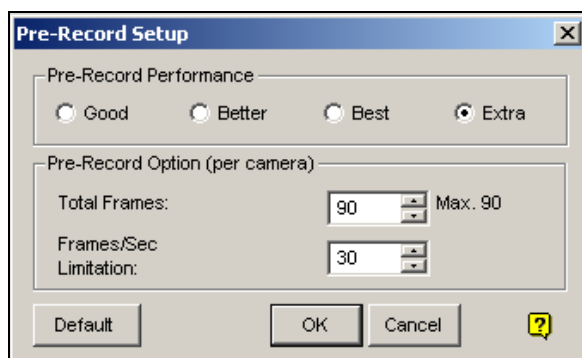 Pre-Record Setup
Pre-Record Performance
Good Better Best Extra
Pre-Record Option (per camera)
Total Frames: 90 Max. 90
Frames/Sec
Limitation: 30
Default OK Cancel ?